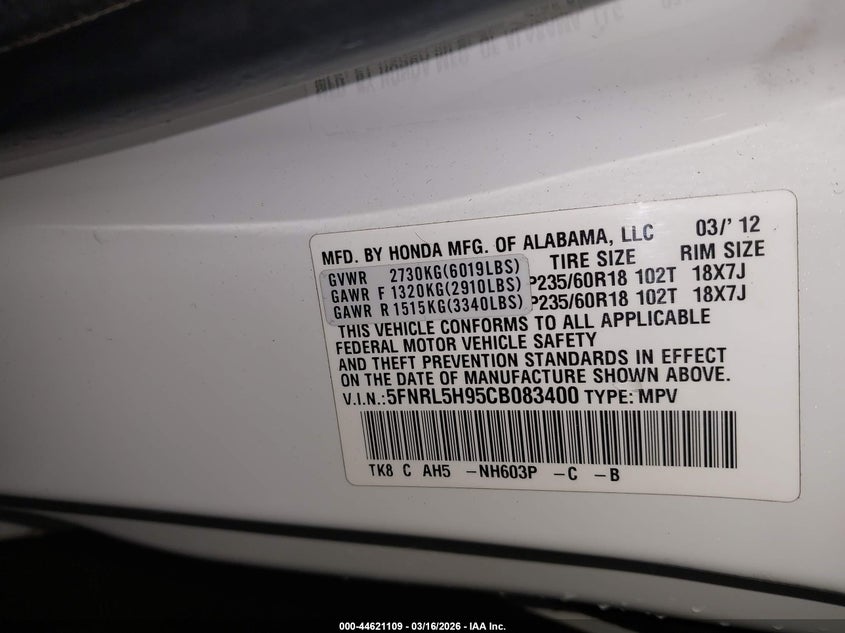 MFD. BY HONDA MFG. OF ALABAMA, LLC 03/' 12
TIRE SIZE RIM SIZE
GVWR 2730KG(6019LBS)
GAWR F 1320KG(2910LBS) P235/60R18 102T 18X7J
GAWR R 1515KG(3340LBS) P235/60R18 102T 18X7J
THIS VEHICLE CONFORMS TO ALL APPLICABLE
FEDERAL MOTOR VEHICLE SAFETY
AND THEFT PREVENTION STANDARDS IN EFFECT
ON THE DATE OF MANUFACTURE SHOWN ABOVE.
V.I.N.:5FNRL5H95CB083400 TYPE: MPV
TK8 C AH5 -NH603P -C -B
000-44621109 - 03/16/2026 - IAA Inc.